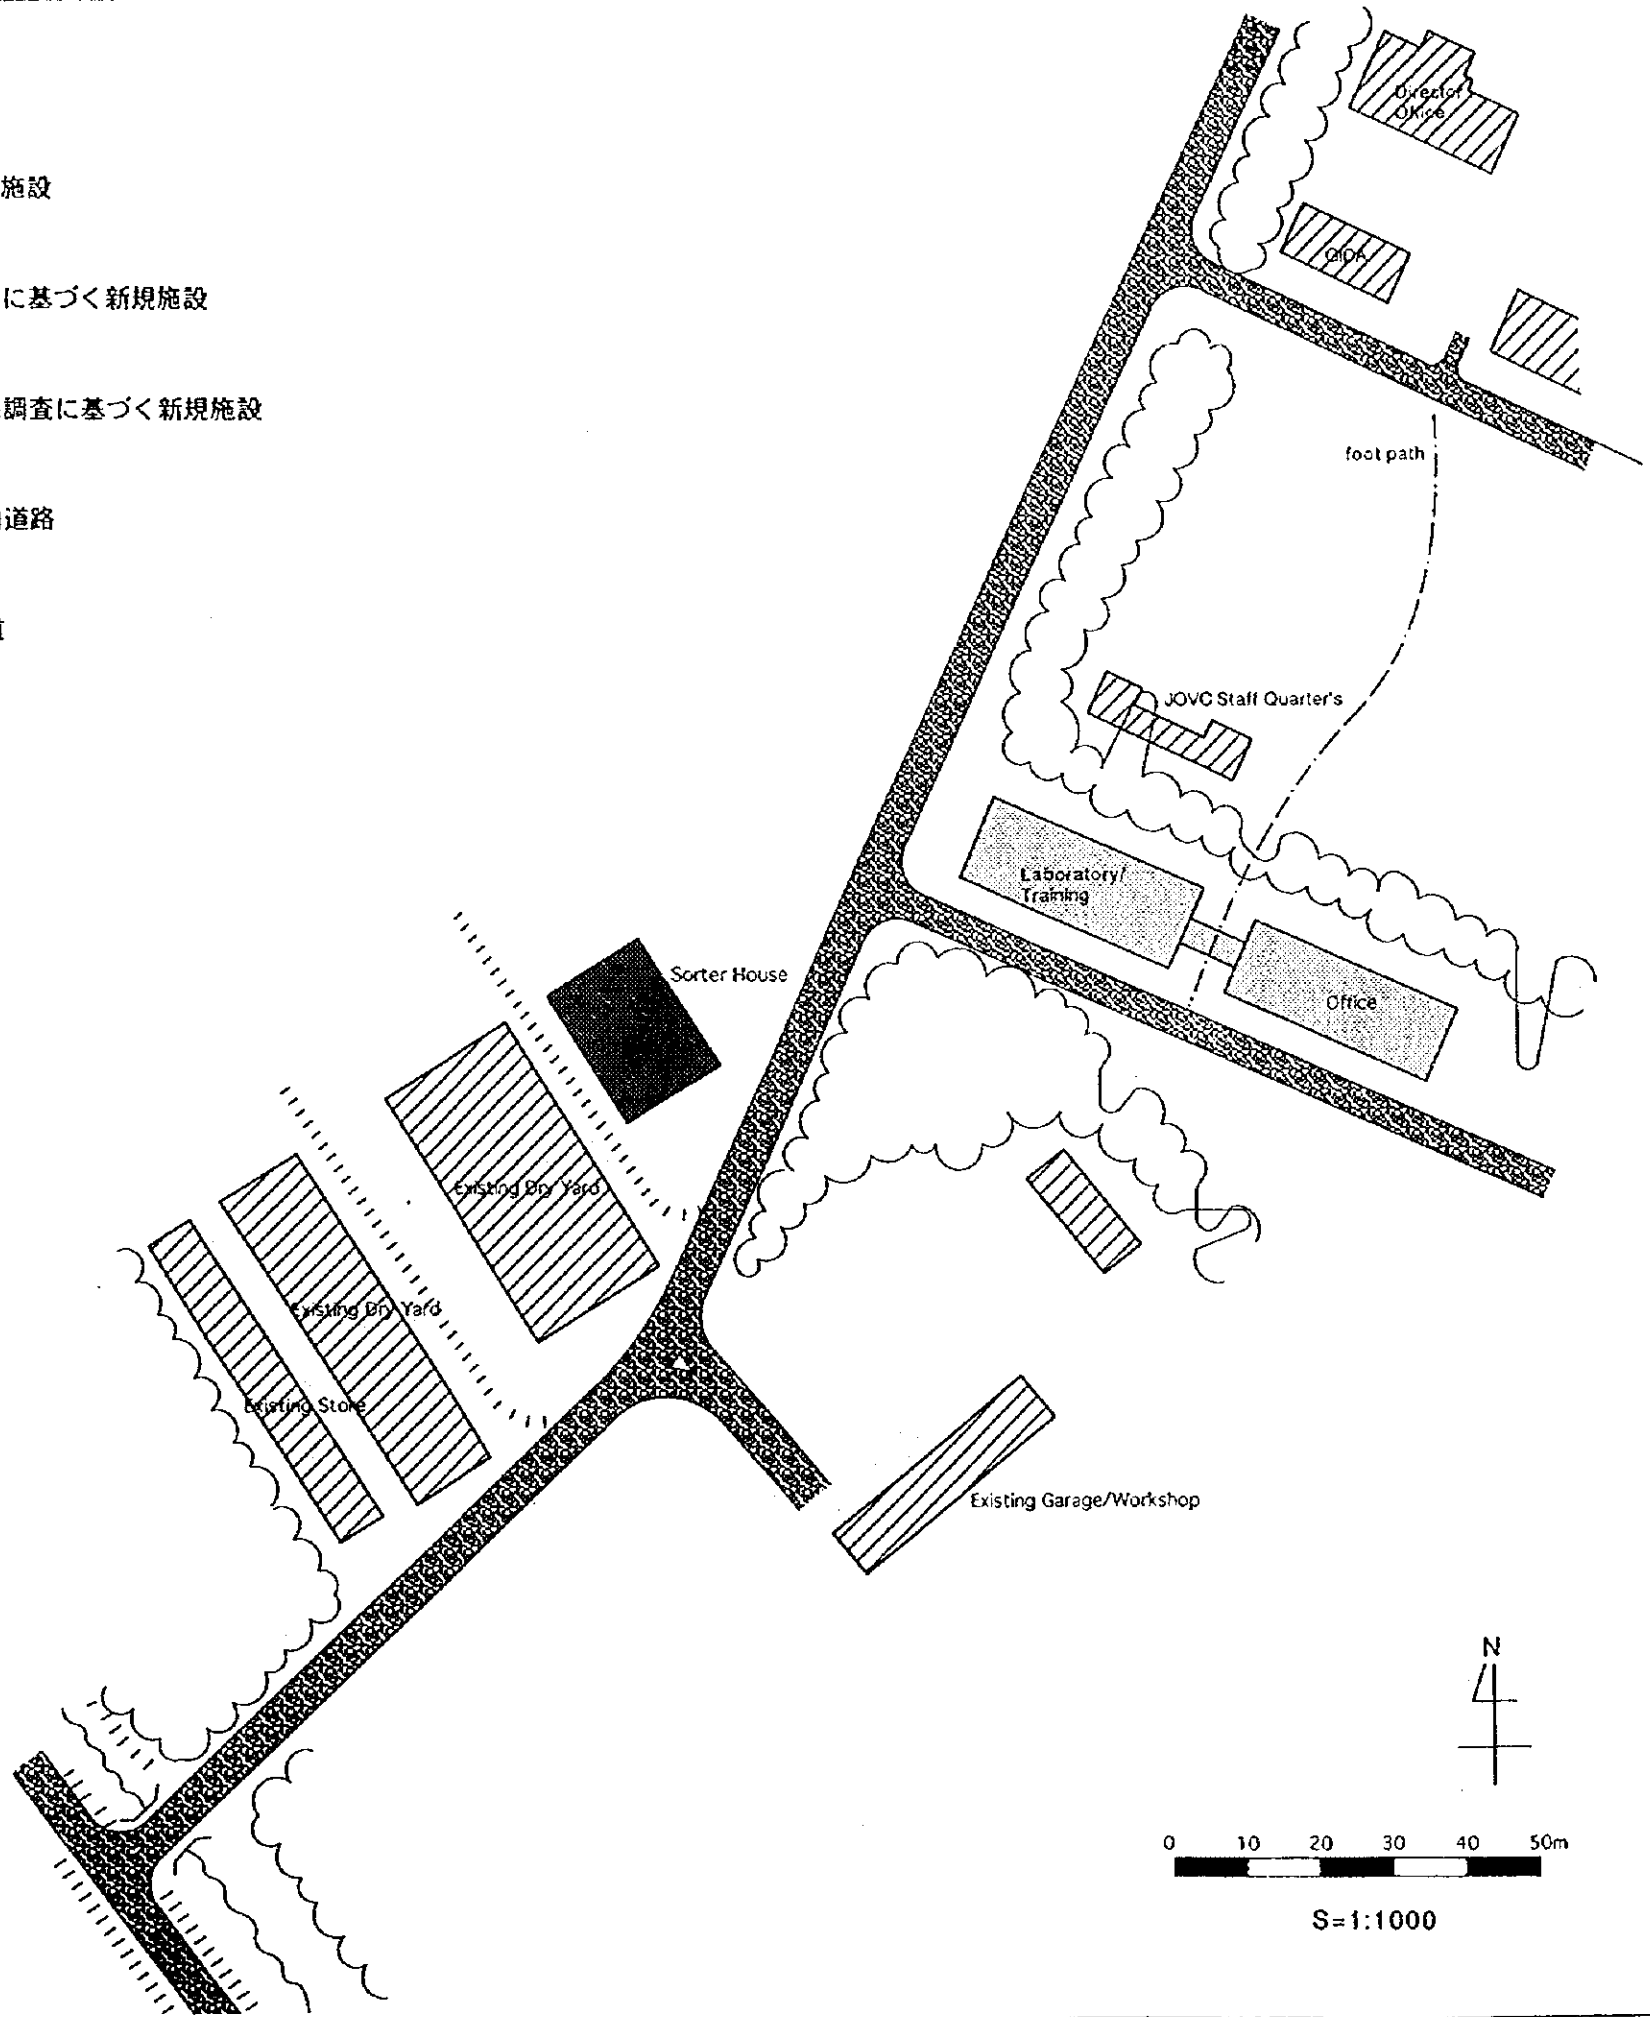 施設
に基づく新規施設
調査に基づく新規施設
道路
Director
Office
foot path
JOVC Staff Quarter's
Laboratory/
Training
Office
Sorter House
Existing Dry Yard
Existing Dry Yard
Existing Store
Existing Garage/Workshop
N
0 10 20 30 40 50m
S=1:1000